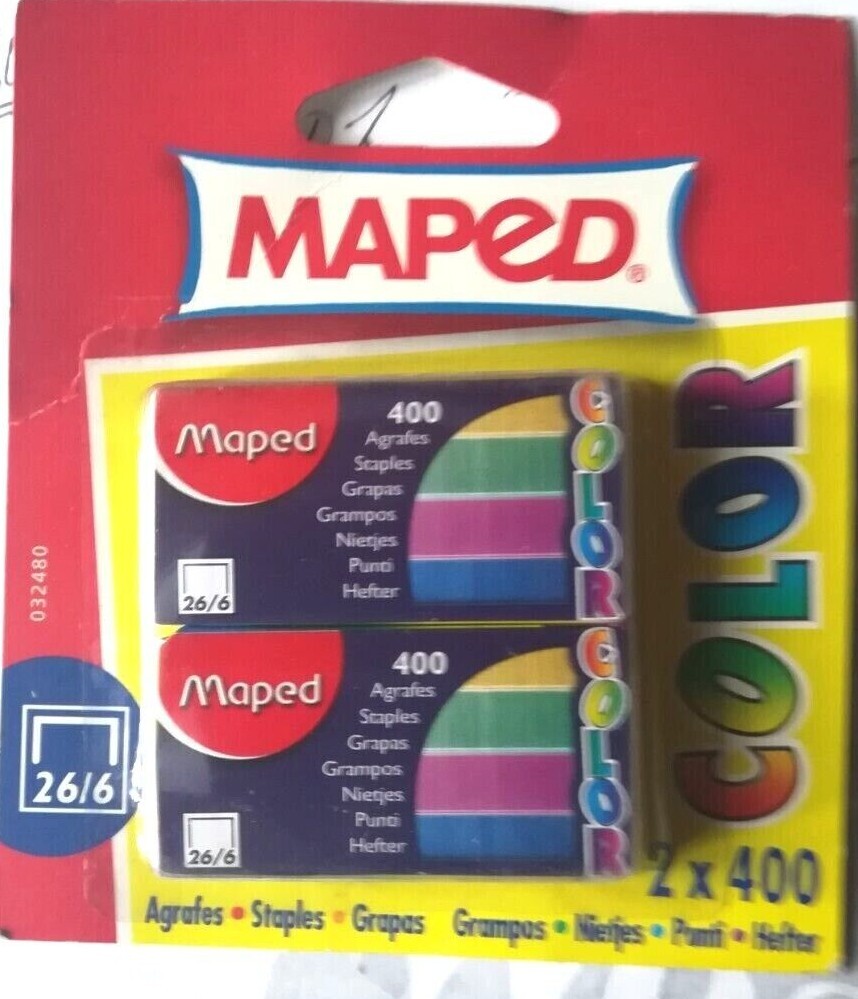 MAPED®
Maped
400
Agrafes
Staples
Grapas
Grampos
Nietjes
Punti
Hefter
26/6
COLOR
Maped
400
Agrafes
Staples
Grapas
Grampos
Nietjes
Punti
Hefter
26/6
COLOR
COLOR
032480
26/6
2 x 400
Agrafes • Staples • Grapas Grampos • Nietjes • Punti • Hefter